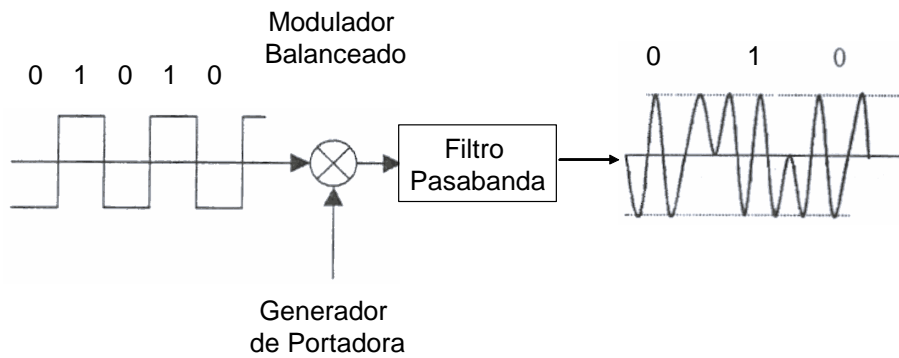 Modulador
Balanceado
0 1 0 1 0
0 1 0
Filtro
Pasabanda
Generador
de Portadora